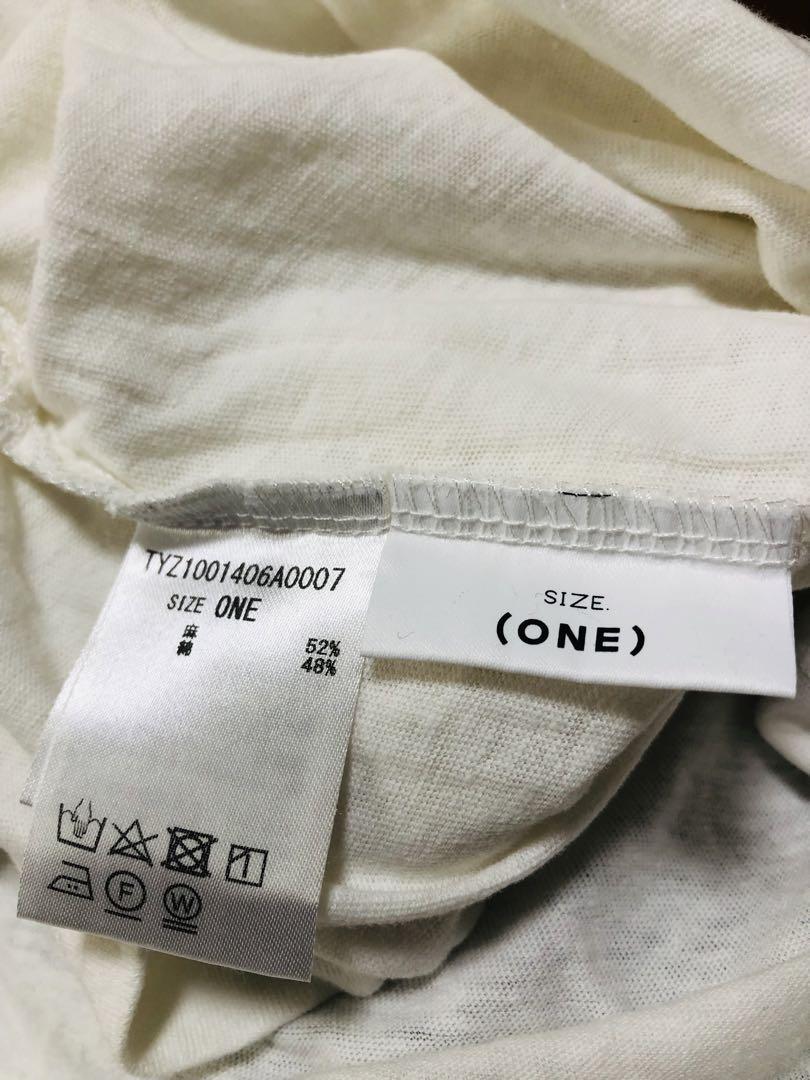 TYZ1001406A0007
SIZE ONE
麻 52%
綿 48%
F W
SIZE.
(ONE)